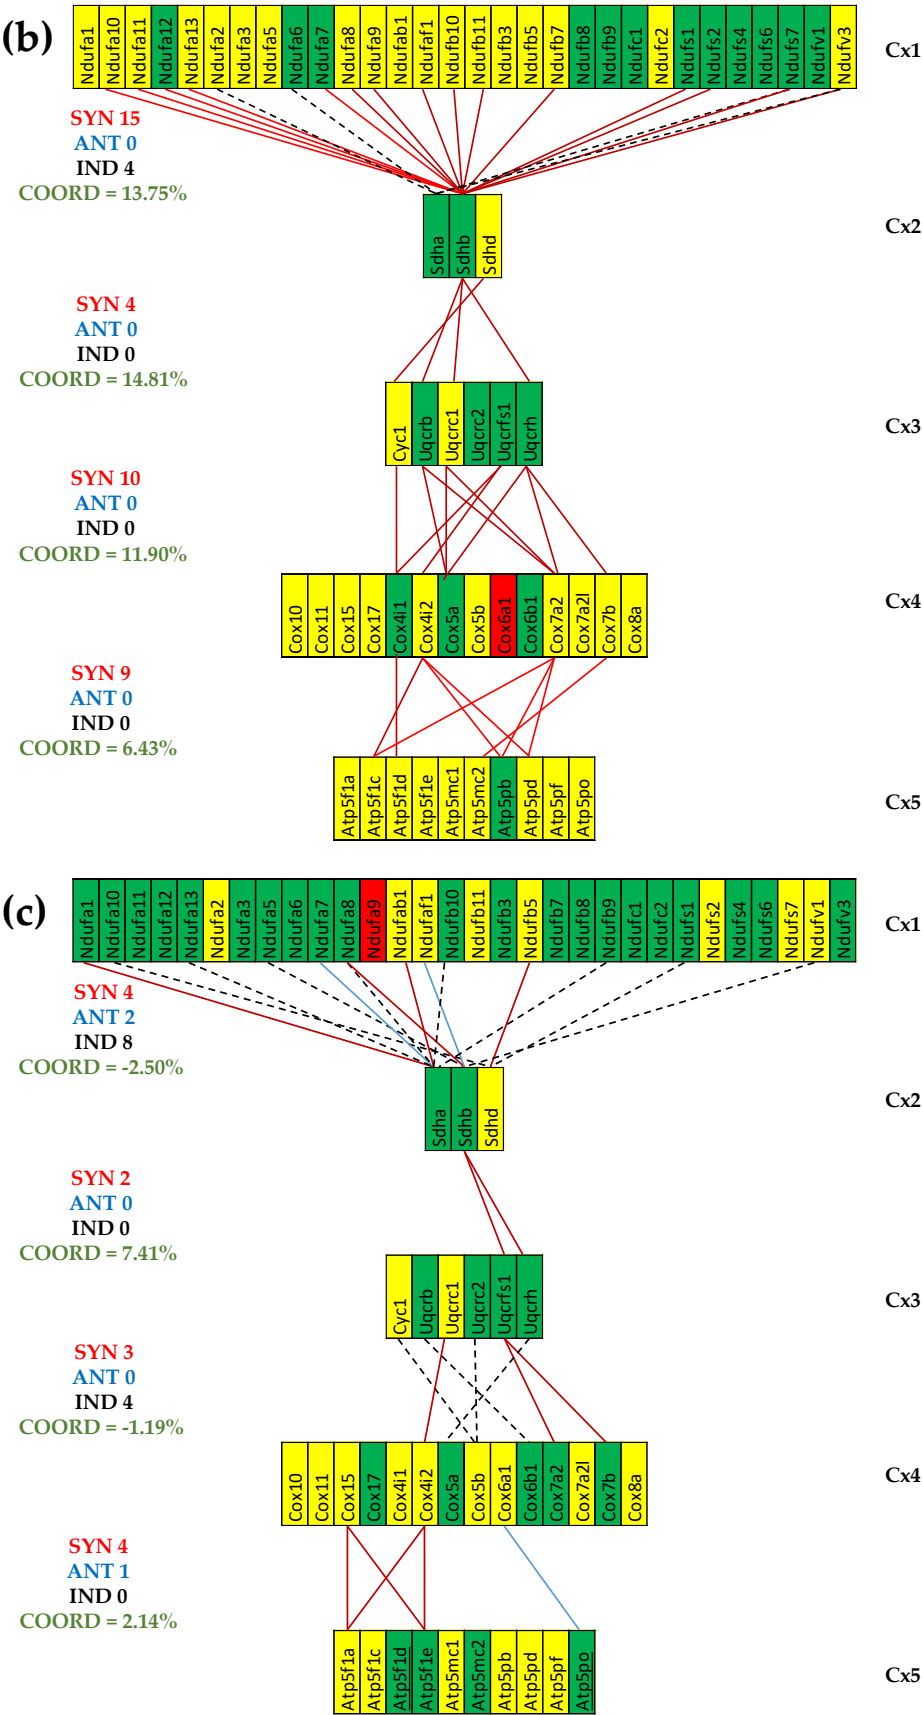 (b)
Ndufa1 Ndufa10 Ndufa11 Ndufa12 Ndufa13 Ndufa2 Ndufa3 Ndufa5 Ndufa6 Ndufa7 Ndufa8 Ndufa9 Ndufab1 Ndufaf1 Ndufb10 Ndufb11 Ndufb3 Ndufb5 Ndufb7 Ndufb8 Ndufb9 Ndufc1 Ndufc2 Ndufs1 Ndufs2 Ndufs4 Ndufs6 Ndufs7 Ndufv1 Ndufv3
Cx1
SYN 15
ANT 0
IND 4
COORD = 13.75%
Sdha Sdhb Sdhd
Cx2
SYN 4
ANT 0
IND 0
COORD = 14.81%
Cyc1 Uqcrb Uqcrc1 Uqcrc2 Uqcrfs1 Uqcrh
Cx3
SYN 10
ANT 0
IND 0
COORD = 11.90%
Cox10 Cox11 Cox15 Cox17 Cox4i1 Cox4i2 Cox5a Cox5b Cox6a1 Cox6b1 Cox7a2 Cox7a2l Cox7b Cox8a
Cx4
SYN 9
ANT 0
IND 0
COORD = 6.43%
Atp5f1a Atp5f1c Atp5f1d Atp5f1e Atp5mc1 Atp5mc2 Atp5pb Atp5pd Atp5pf Atp5po
Cx5
(c)
Ndufa1 Ndufa10 Ndufa11 Ndufa12 Ndufa13 Ndufa2 Ndufa3 Ndufa5 Ndufa6 Ndufa7 Ndufa8 Ndufa9 Ndufab1 Ndufaf1 Ndufb10 Ndufb11 Ndufb3 Ndufb5 Ndufb7 Ndufb8 Ndufb9 Ndufc1 Ndufc2 Ndufs1 Ndufs2 Ndufs4 Ndufs6 Ndufs7 Ndufv1 Ndufv3
Cx1
SYN 4
ANT 2
IND 8
COORD = -2.50%
Sdha Sdhb Sdhd
Cx2
SYN 2
ANT 0
IND 0
COORD = 7.41%
Cyc1 Uqcrb Uqcrc1 Uqcrc2 Uqcrfs1 Uqcrh
Cx3
SYN 3
ANT 0
IND 4
COORD = -1.19%
Cox10 Cox11 Cox15 Cox17 Cox4i1 Cox4i2 Cox5a Cox5b Cox6a1 Cox6b1 Cox7a2 Cox7a2l Cox7b Cox8a
Cx4
SYN 4
ANT 1
IND 0
COORD = 2.14%
Atp5f1a Atp5f1c Atp5f1d Atp5f1e Atp5mc1 Atp5mc2 Atp5pb Atp5pd Atp5pf Atp5po
Cx5